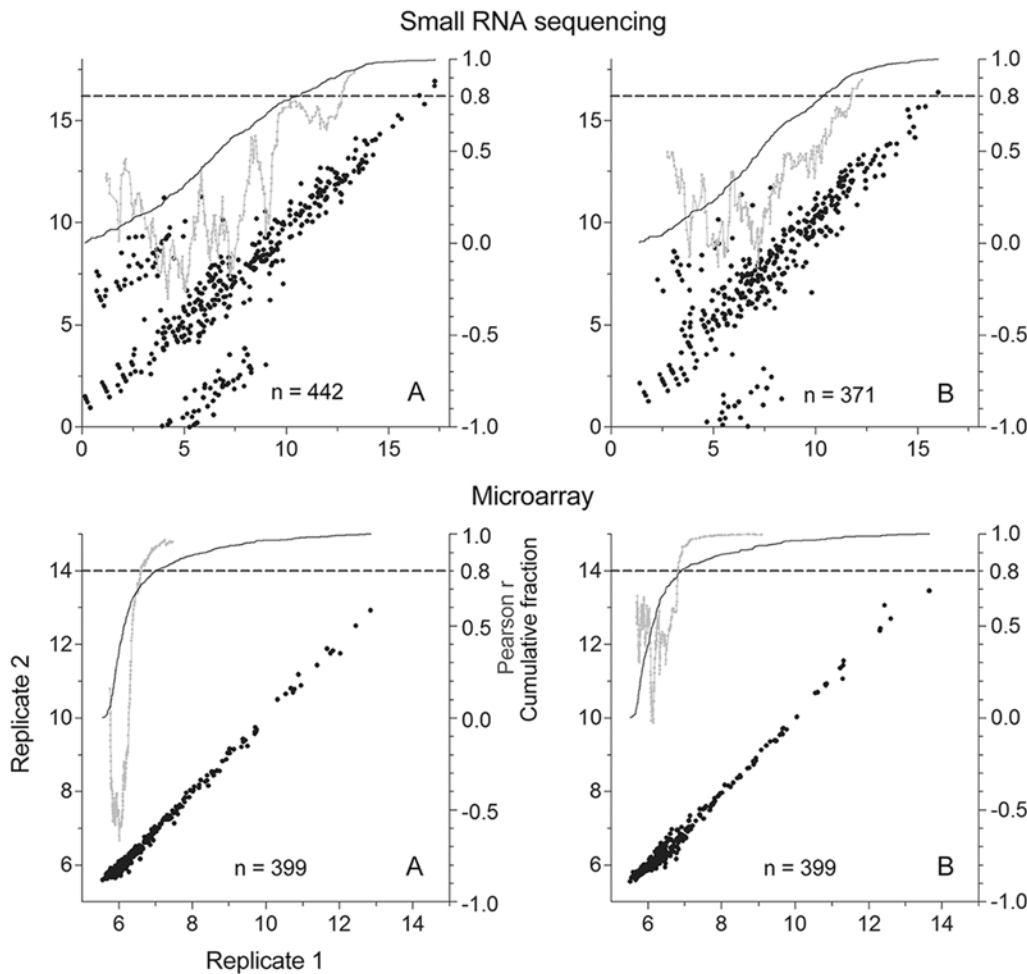 Small RNA sequencing
15
10
5
0
0 5 10 15
1.0
0.8
0.5
0.0
-0.5
-1.0
n = 442
A
15
10
5
0
5 10 15
1.0
0.8
0.5
0.0
-0.5
-1.0
n = 371
B
Microarray
Replicate 2
14
12
10
8
6
6 8 10 12 14
1.0
0.8
0.5
0.0
-0.5
-1.0
n = 399
A
Pearson r
Cumulative fraction
14
12
10
8
6
6 8 10 12 14
1.0
0.8
0.5
0.0
-0.5
-1.0
n = 399
B
Replicate 1